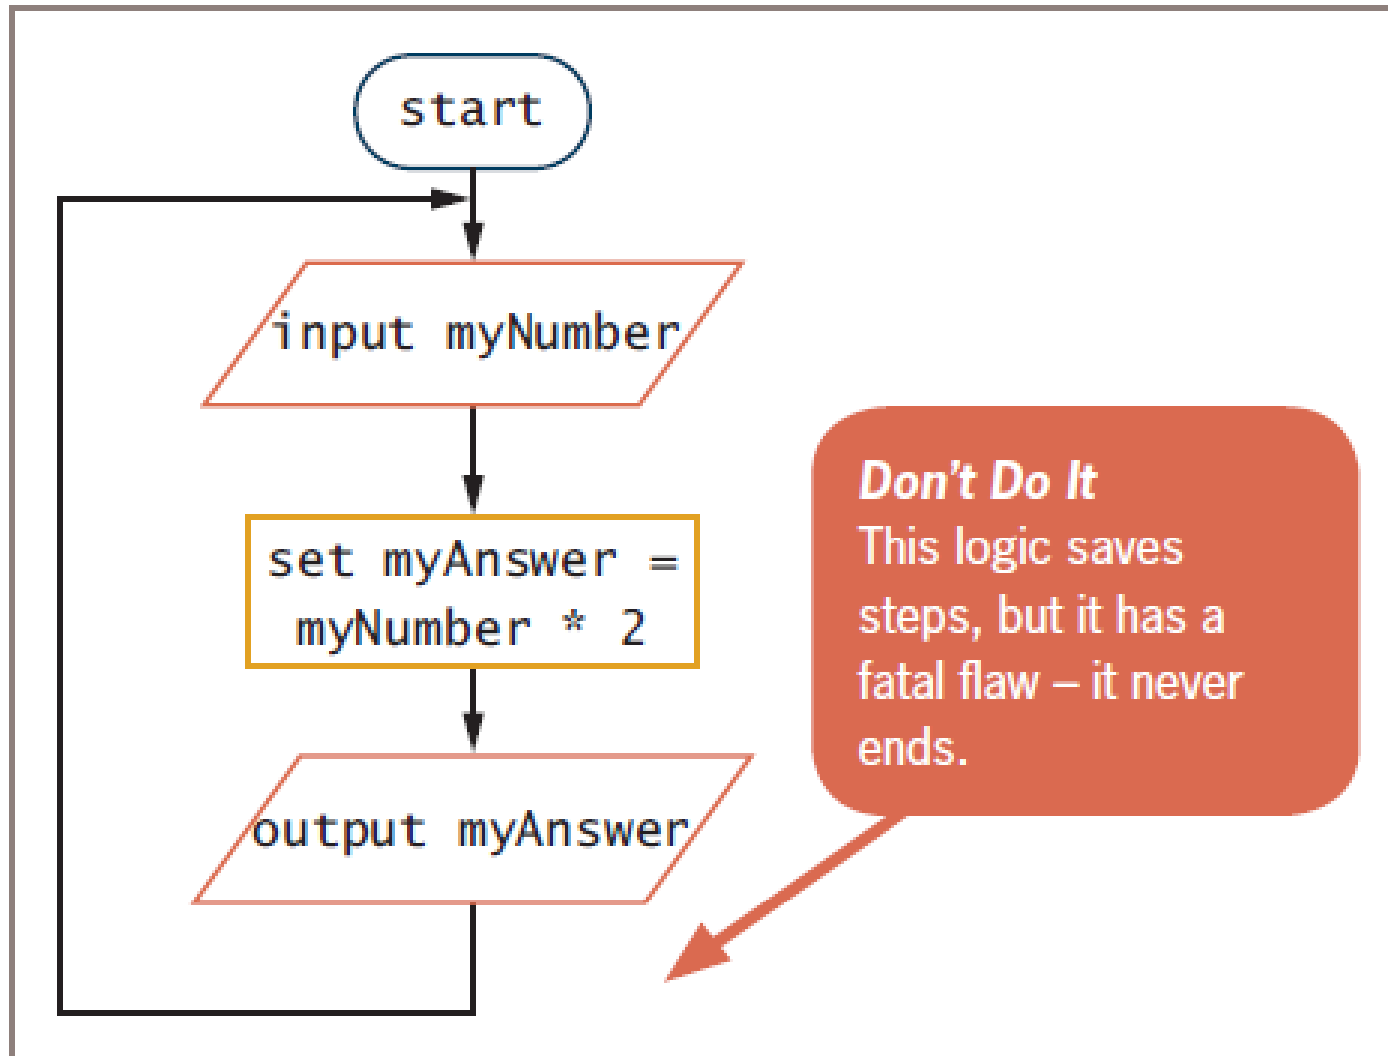 start
input myNumber
set myAnswer =
myNumber * 2
output myAnswer
Don't Do It
This logic saves
steps, but it has a
fatal flaw – it never
ends.